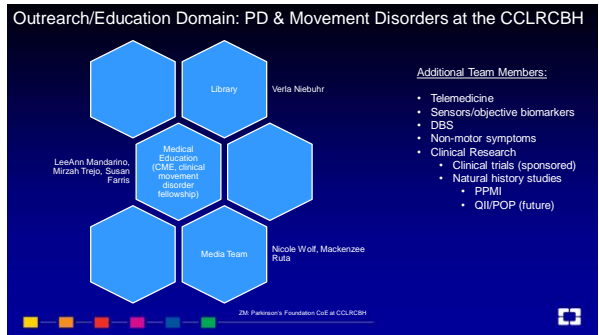 Outrearch/Education Domain: PD & Movement Disorders at the CCLRCBH
Library
Verla Niebuhr
LeeAnn Mandarino,
Mirzah Trejo, Susan
Farris
Medical
Education
(CME, clinical
movement
disorder
fellowship)
Media Team
Nicole Wolf, Mackenzee
Ruta
Additional Team Members:
• Telemedicine
• Sensors/objective biomarkers
• DBS
• Non-motor symptoms
• Clinical Research
• Clinical trials (sponsored)
• Natural history studies
• PPMI
• QII/POP (future)
ZM: Parkinson's Foundation CoE at CCLRCBH